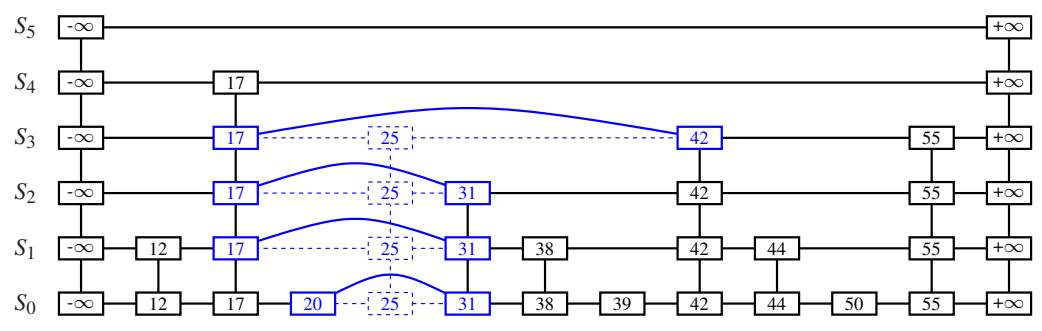 S5 -∞ +∞
S4 -∞ 17 +∞
S3 -∞ 17 25 42 55 +∞
S2 -∞ 17 25 31 42 55 +∞
S1 -∞ 12 17 25 31 38 42 44 55 +∞
S0 -∞ 12 17 20 25 31 38 39 42 44 50 55 +∞